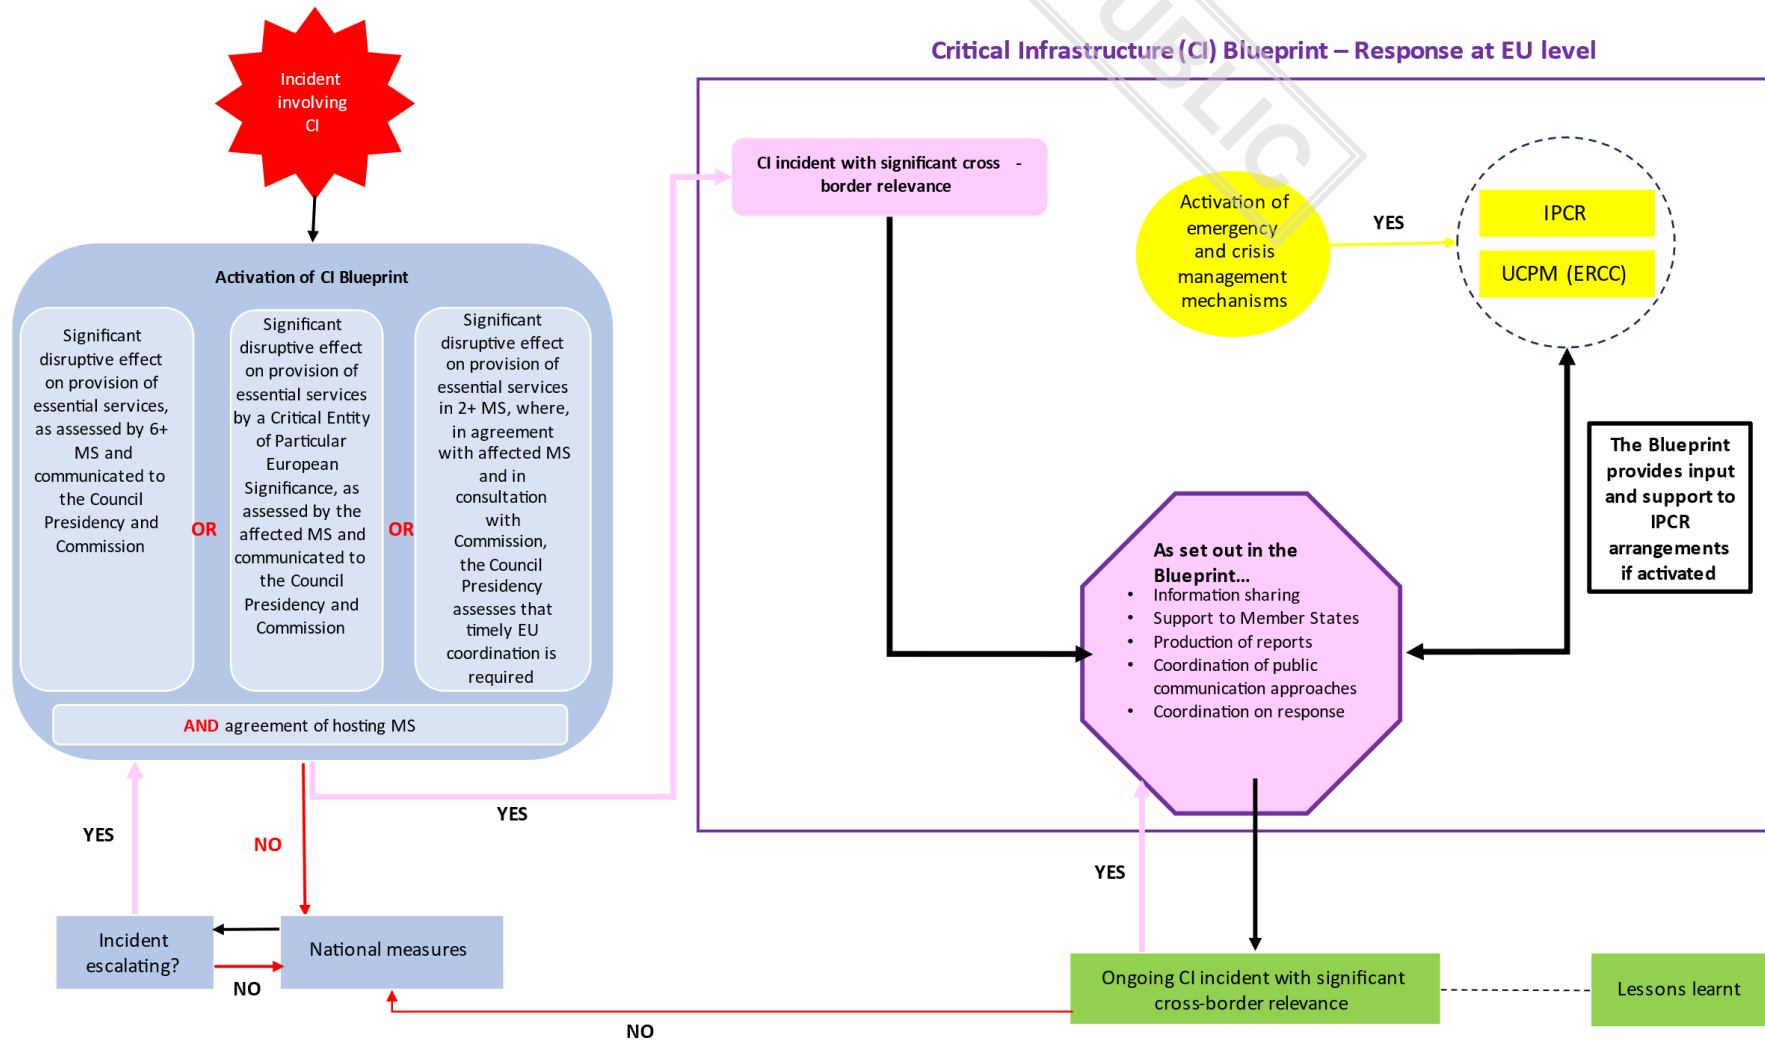 Critical Infrastructure (CI) Blueprint – Response at EU level
UBLIC
Incident
involving
CI
Activation of CI Blueprint
Significant
disruptive effect
on provision of
essential services,
as assessed by 6+
MS and
communicated to
the Council
Presidency and
Commission
OR
Significant
disruptive effect
on provision of
essential services
by a Critical Entity
of Particular
European
Significance, as
assessed by the
affected MS and
communicated to
the Council
Presidency and
Commission
OR
Significant
disruptive effect
on provision of
essential services
in 2+ MS, where,
in agreement
with affected MS
and in
consultation
with
Commission,
the Council
Presidency
assesses that
timely EU
coordination is
required
AND agreement of hosting MS
YES
NO
YES
Incident
escalating?
National measures
NO
CI incident with significant cross -
border relevance
Activation of
emergency
and crisis
management
mechanisms
YES
IPCR
UCPM (ERCC)
The Blueprint
provides input
and support to
IPCR
arrangements
if activated
As set out in the
Blueprint...
• Information sharing
• Support to Member States
• Production of reports
• Coordination of public
communication approaches
• Coordination on response
YES
Ongoing CI incident with significant
cross-border relevance
Lessons learnt
NO